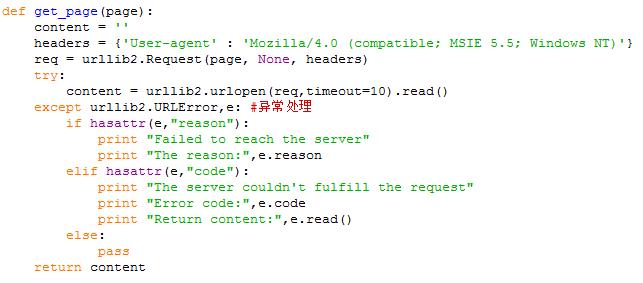 def get_page(page):
    content = ''
    headers = {'User-agent' : 'Mozilla/4.0 (compatible; MSIE 5.5; Windows NT)'}
    req = urllib2.Request(page, None, headers)
    try:
        content = urllib2.urlopen(req,timeout=10).read()
    except urllib2.URLError,e: #异常处理
        if hasattr(e,"reason"):
            print "Failed to reach the server"
            print "The reason:",e.reason
        elif hasattr(e,"code"):
            print "The server couldn't fulfill the request"
            print "Error code:",e.code
            print "Return content:",e.read()
        else:
            pass
    return content